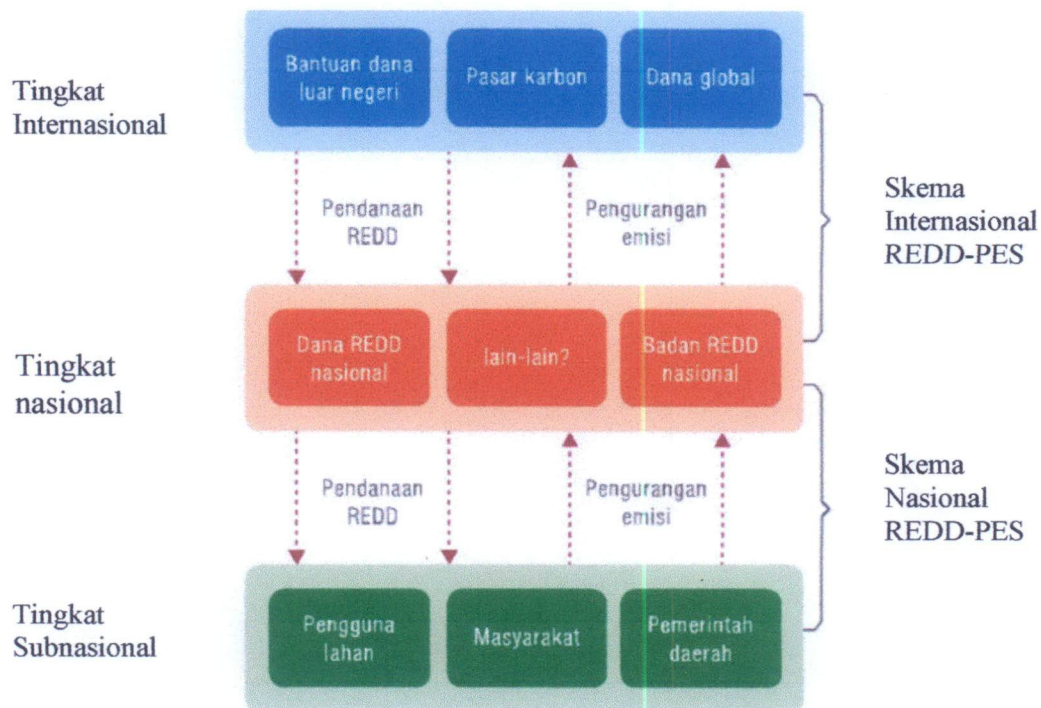 Tingkat
Internasional
Bantuan dana
luar negeri
Pasar karbon
Dana global
Pendanaan
REDD
Pengurangan
emisi
Skema
Internasional
REDD-PES
Tingkat
nasional
Dana REDD
nasional
lain-lain?
Badan REDD
nasional
Pendanaan
REDD
Pengurangan
emisi
Skema
Nasional
REDD-PES
Tingkat
Subnasional
Pengguna
lahan
Masyarakat
Pemerintah
daerah